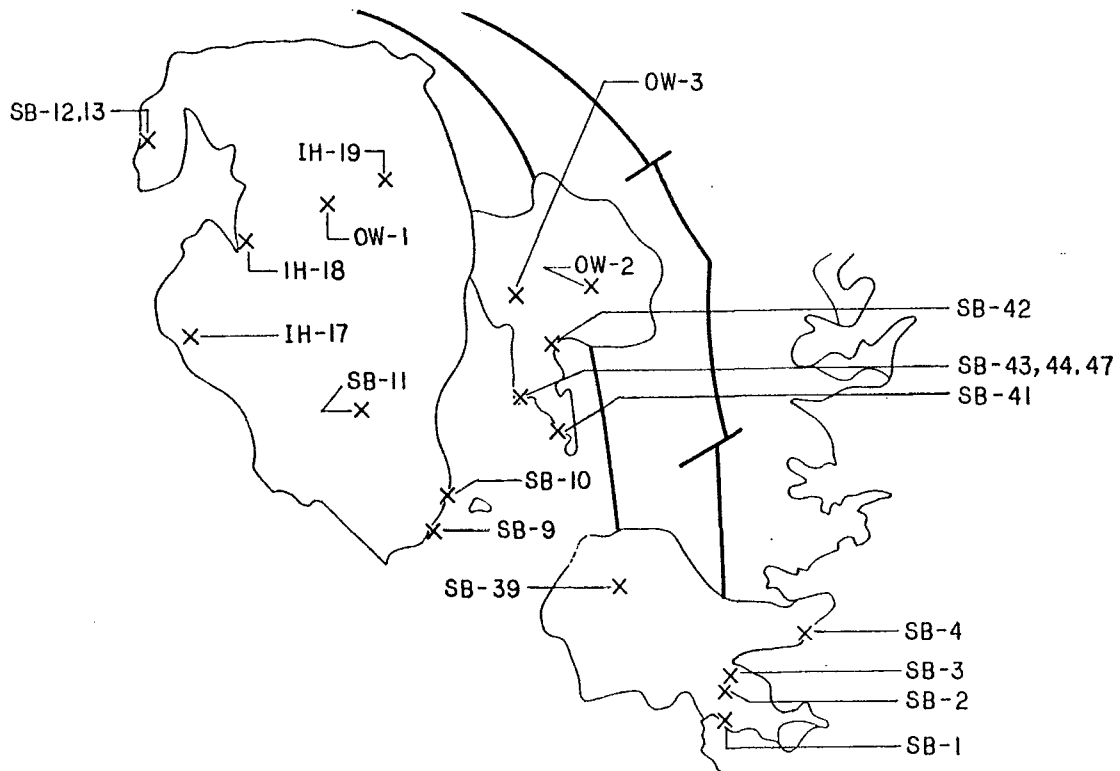 OW-3
SB-12,13
IH-19
OW-1
OW-2
IH-18
SB-42
IH-17
SB-43,44,47
SB-11
SB-41
SB-10
SB-9
SB-39
SB-4
SB-3
SB-2
SB-1